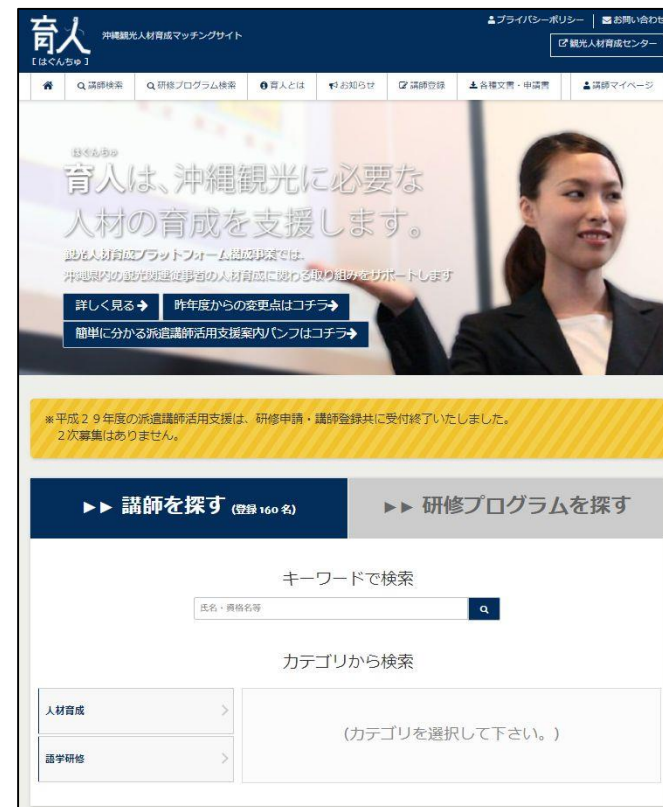 プライバシーポリシー
お問い合わせ
育人
[はぐんちゅ]
沖縄観光人材育成マッチングサイト
観光人材育成センター
講師検索
研修プログラム検索
育人とは
お知らせ
講師登録
各種文書・申請書
講師マイページ
はぐんちゅ
育人は、沖縄観光に必要な
人材の育成を支援します。
観光人材育成プラットフォーム構築事業では、
沖縄県内の観光関連従事者の人材育成に関わる取り組みをサポートします
詳しく見る
昨年度からの変更点はコチラ
簡単に分かる派遣講師活用支援案内パンフはコチラ
※平成29年度の派遣講師活用支援は、研修申請・講師登録共に受付終了いたしました。
2次募集はありません。
▶▶ 講師を探す (登録 160 名)
▶▶ 研修プログラムを探す
キーワードで検索
氏名・資格名等
カテゴリから検索
人材育成
語学研修
(カテゴリを選択して下さい。)